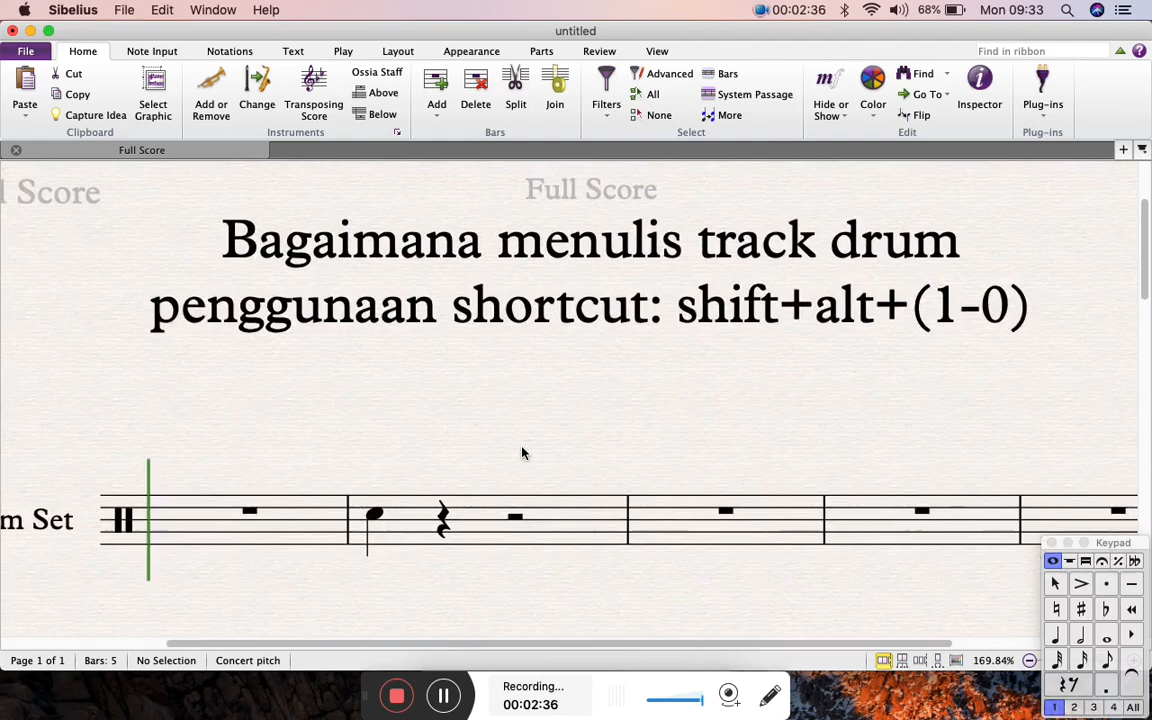 Sibelius File Edit Window Help 00:02:36 68% Mon 09:33
untitled
File Home Note Input Notations Text Play Layout Appearance Parts Review View Find in ribbon
Paste Cut Copy Capture Idea Select Graphic Clipboard
Add or Remove Change Transposing Score Ossia Staff Above Below Instruments
Add Delete Split Join Bars
Filters Advanced All None Bars System Passage More Select
Hide or Show Color Find Go To Flip Inspector Edit
Plug-ins Plug-ins
Full Score
l Score Full Score
Bagaimana menulis track drum
penggunaan shortcut: shift+alt+(1-0)
m Set
Keypad
1 2 3 4 All
Page 1 of 1 Bars: 5 No Selection Concert pitch 169.84%
Recording...
00:02:36